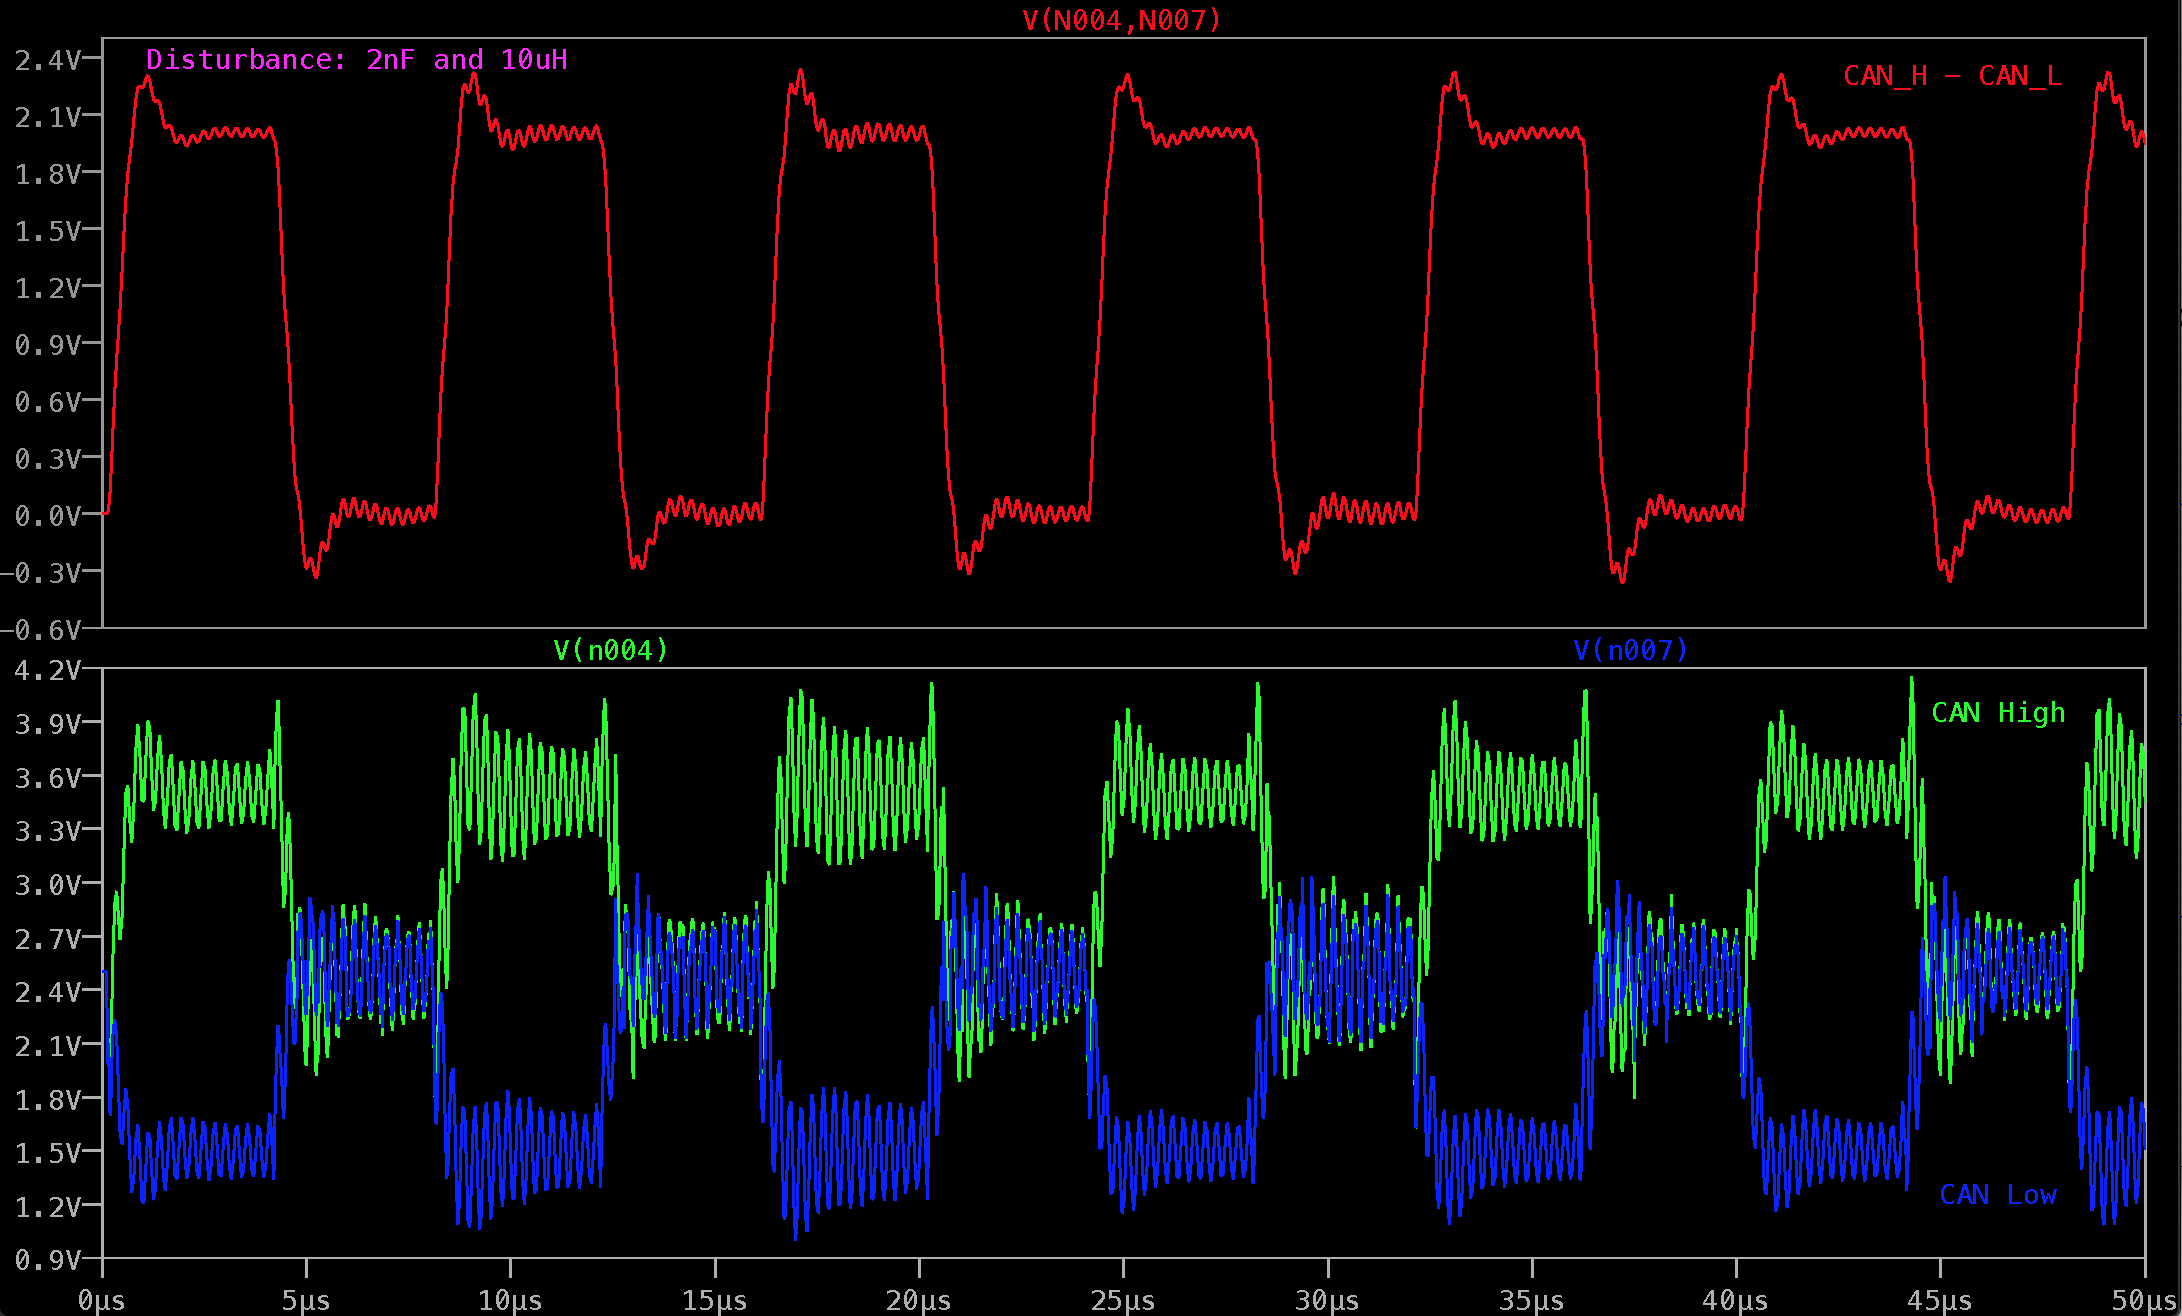 V(N004,N007)
2.4V
Disturbance: 2nF and 10uH
CAN_H - CAN_L
2.1V
1.8V
1.5V
1.2V
0.9V
0.6V
0.3V
0.0V
-0.3V
-0.6V
V(n004)
V(n007)
4.2V
3.9V
CAN High
3.6V
3.3V
3.0V
2.7V
2.4V
2.1V
1.8V
1.5V
1.2V
CAN Low
0.9V
0µs 5µs 10µs 15µs 20µs 25µs 30µs 35µs 40µs 45µs 50µs